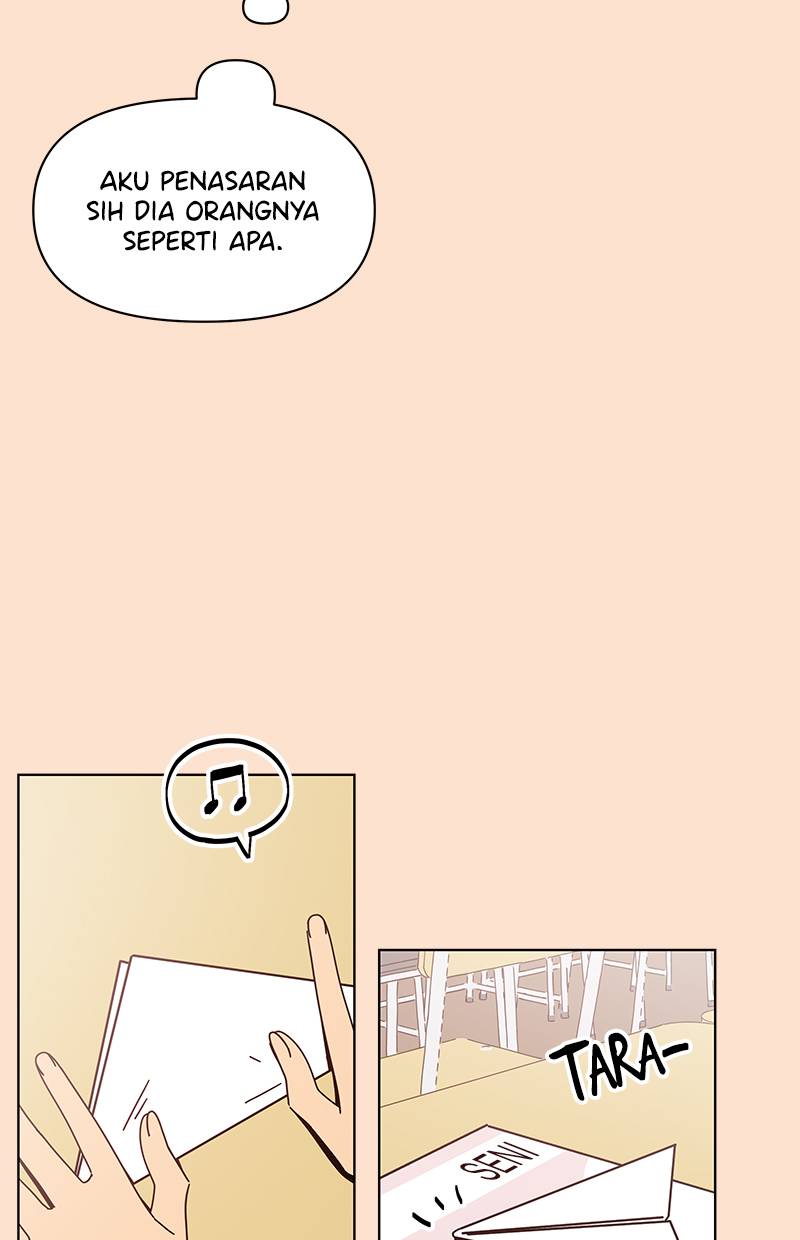 AKU PENASARAN
SIH DIA ORANGNYA
SEPERTI APA.
TARA-
SENI